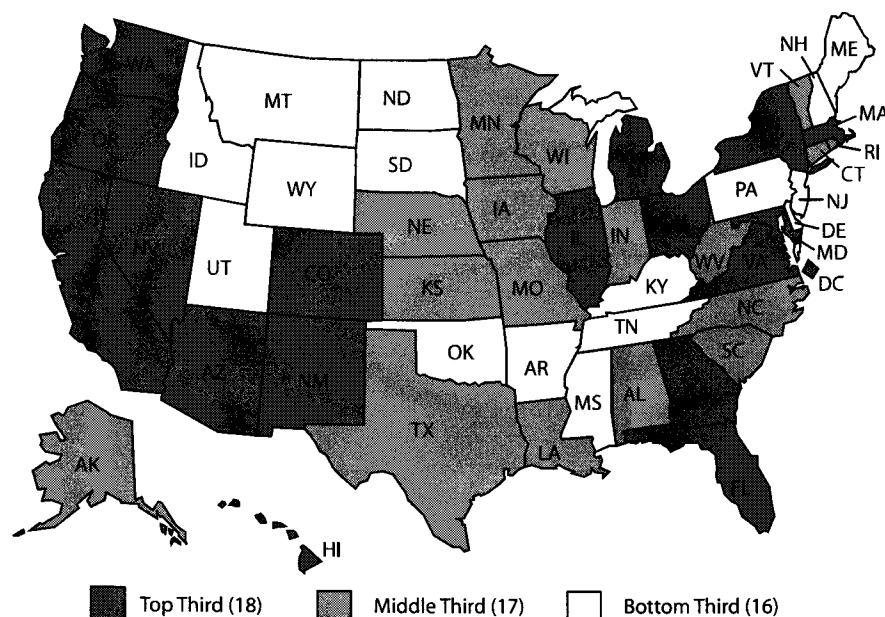 WA
ME
NH
VT
MT
ND
MN
MA
OR
ID
SD
WI
MI
RI
CT
WY
PA
NJ
IA
NE
NV
DE
IL
IN
MD
UT
WV
VA
CO
DC
KS
MO
KY
NC
TN
OK
AZ
NM
AR
SC
MS
AL
TX
LA
AK
FL
HI
Top Third (18)
Middle Third (17)
Bottom Third (16)